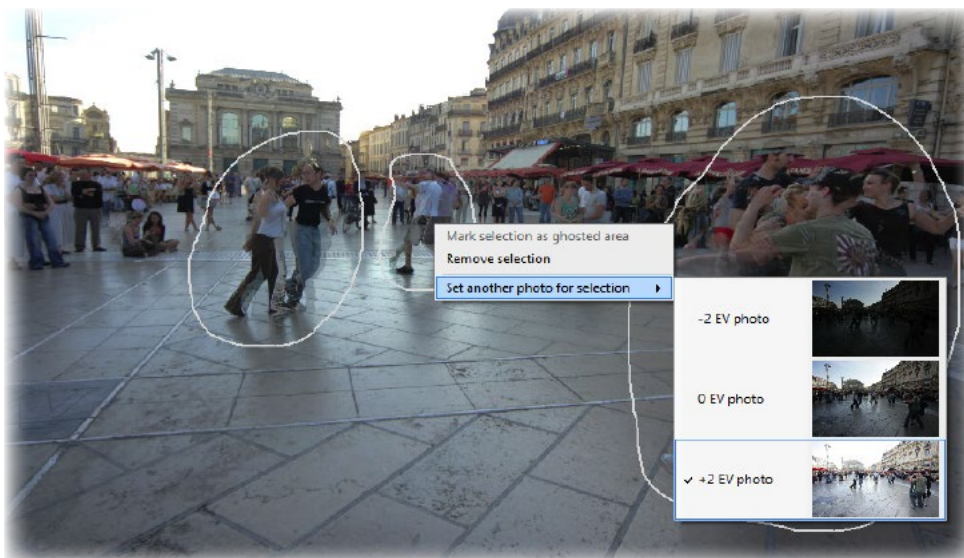 Mark selection as ghosted area
Remove selection
Set another photo for selection
-2 EV photo
0 EV photo
+2 EV photo